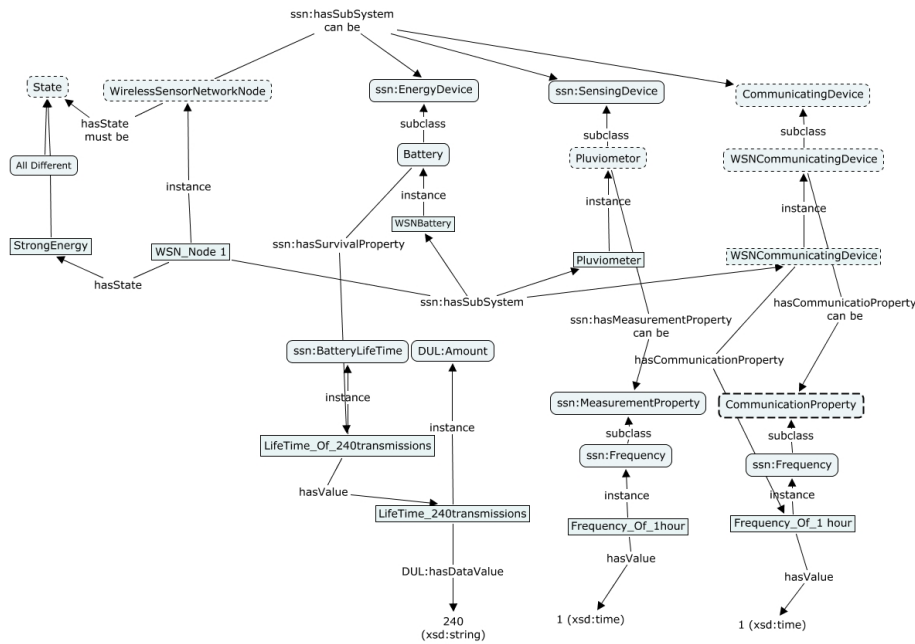 ssn:hasSubSystem
can be
State
WirelessSensorNetworkNode
ssn:EnergyDevice
ssn:SensingDevice
CommunicatingDevice
hasState
must be
subclass
subclass
subclass
All Different
Battery
Pluviometor
WSNCommunicatingDevice
instance
instance
instance
instance
WSNBattery
StrongEnergy
WSN_Node 1
ssn:hasSurvivalProperty
Pluviometer
WSNCommunicatingDevice
hasState
ssn:hasSubSystem
hasCommunicatioProperty
can be
ssn:hasMeasurementProperty
can be
ssn:BatteryLifeTime
DUL:Amount
hasCommunicationProperty
instance
ssn:MeasurementProperty
CommunicationProperty
instance
subclass
subclass
LifeTime_Of_240transmissions
ssn:Frequency
ssn:Frequency
hasValue
instance
instance
LifeTime_240transmissions
Frequency_Of_1hour
Frequency_Of_1 hour
hasValue
hasValue
DUL:hasDataValue
240
(xsd:string)
1 (xsd:time)
1 (xsd:time)